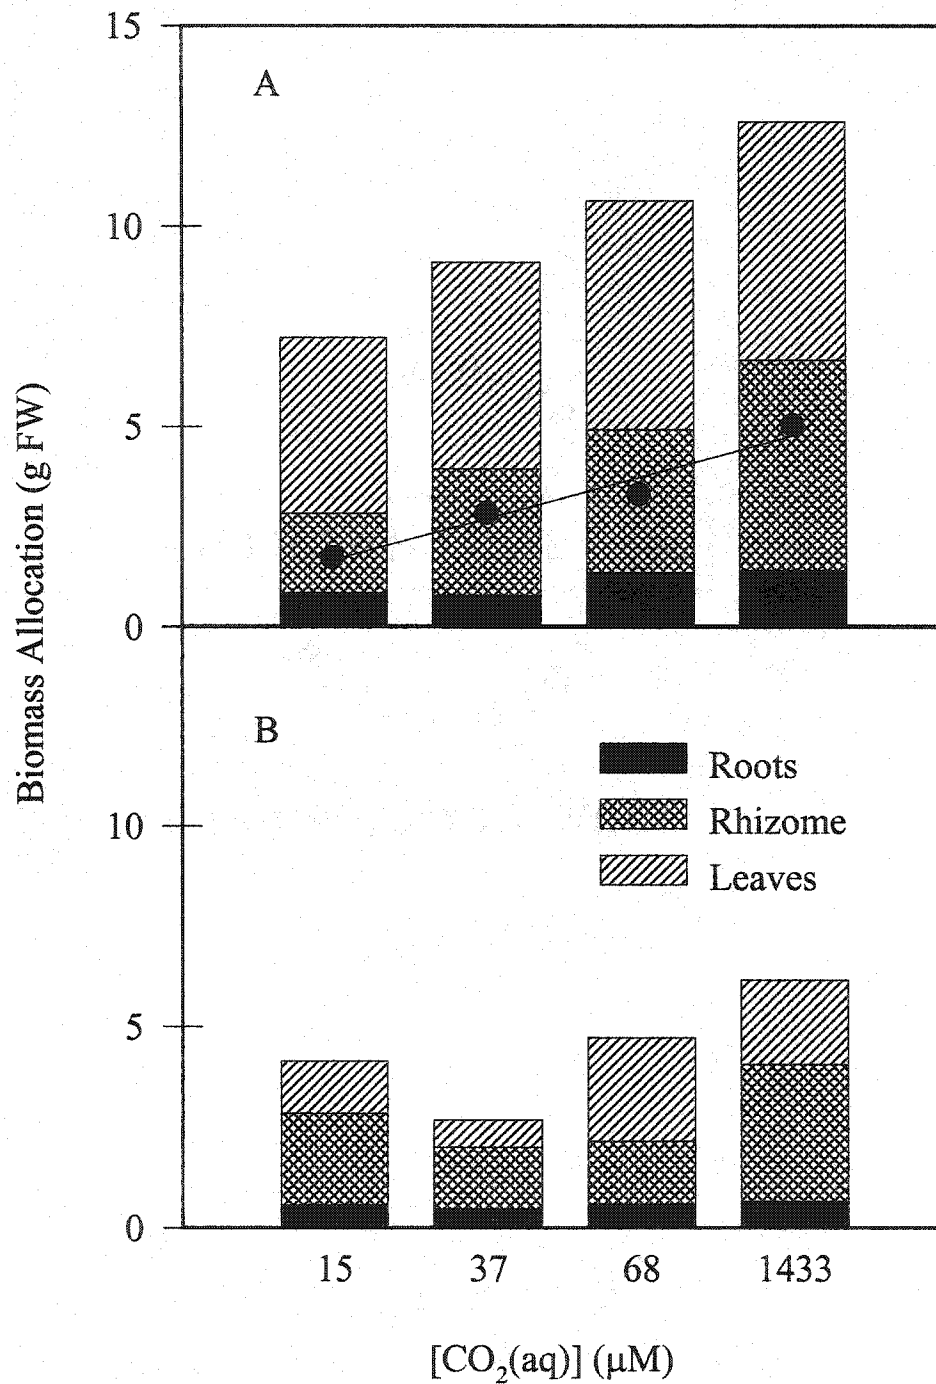 15
A
10
5
0
Biomass Allocation (g FW)
B
Roots
10
Rhizome
Leaves
5
0
15 37 68 1433
[CO₂(aq)] (μM)